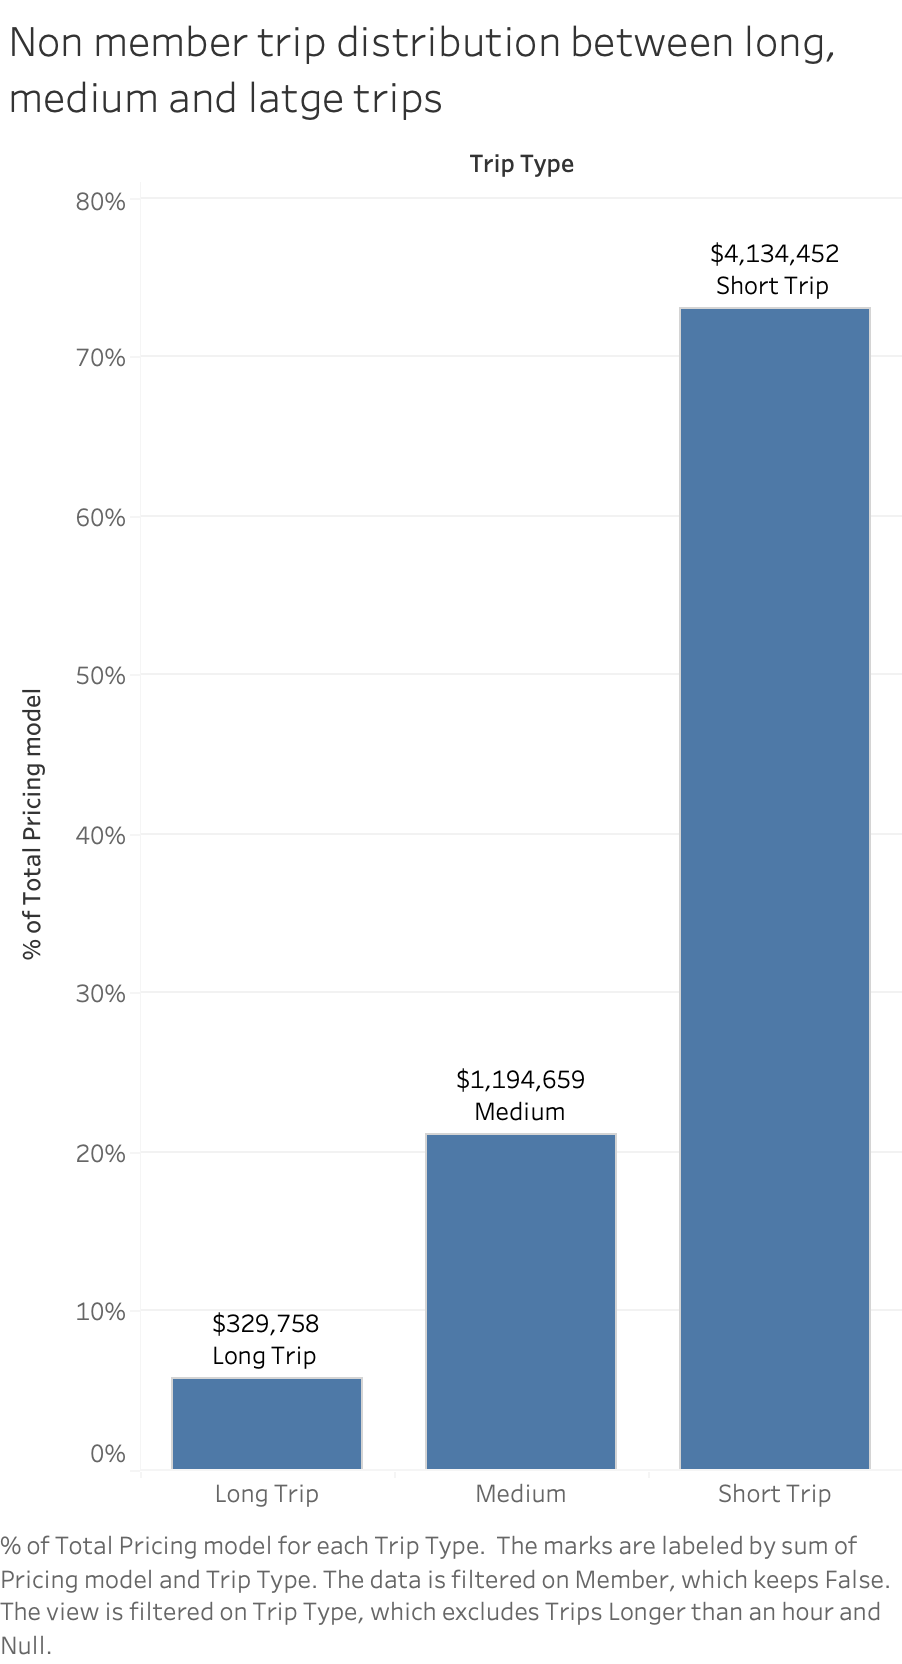 Non member trip distribution between long,
medium and latge trips
Trip Type
80%
$4,134,452
Short Trip
70%
60%
50%
% of Total Pricing model
40%
30%
$1,194,659
Medium
20%
10%
$329,758
Long Trip
0%
Long Trip
Medium
Short Trip
% of Total Pricing model for each Trip Type.  The marks are labeled by sum of
Pricing model and Trip Type. The data is filtered on Member, which keeps False.
The view is filtered on Trip Type, which excludes Trips Longer than an hour and
Null.